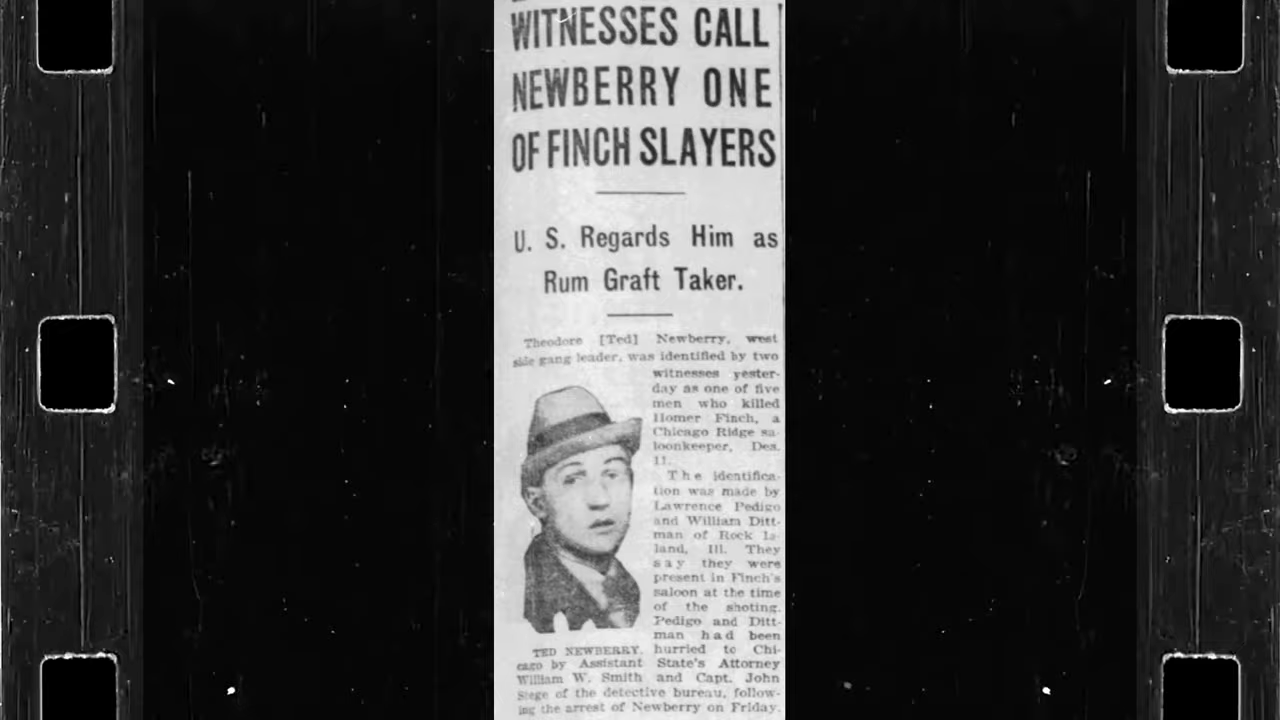 WITNESSES CALL
NEWBERRY ONE
OF FINCH SLAYERS
U. S. Regards Him as
Rum Graft Taker.
Theodore [Ted] Newberry, west
side gang leader, was identified by two
witnesses yester-
day as one of five
men who killed
Homer Finch, a
Chicago Ridge sa-
loonkeeper, Dec.
11.
The identifica-
tion was made by
Lawrence Pedigo
and William Ditt-
man of Rock Is-
land, Ill. They
say they were
present in Finch's
saloon at the time
of the shoting.
Pedigo and Ditt-
man had been
TED NEWBERRY. hurried to Chi-
cago by Assistant State's Attorney
William W. Smith and Capt. John
Stege of the detective bureau, follow-
ing the arrest of Newberry on Friday.